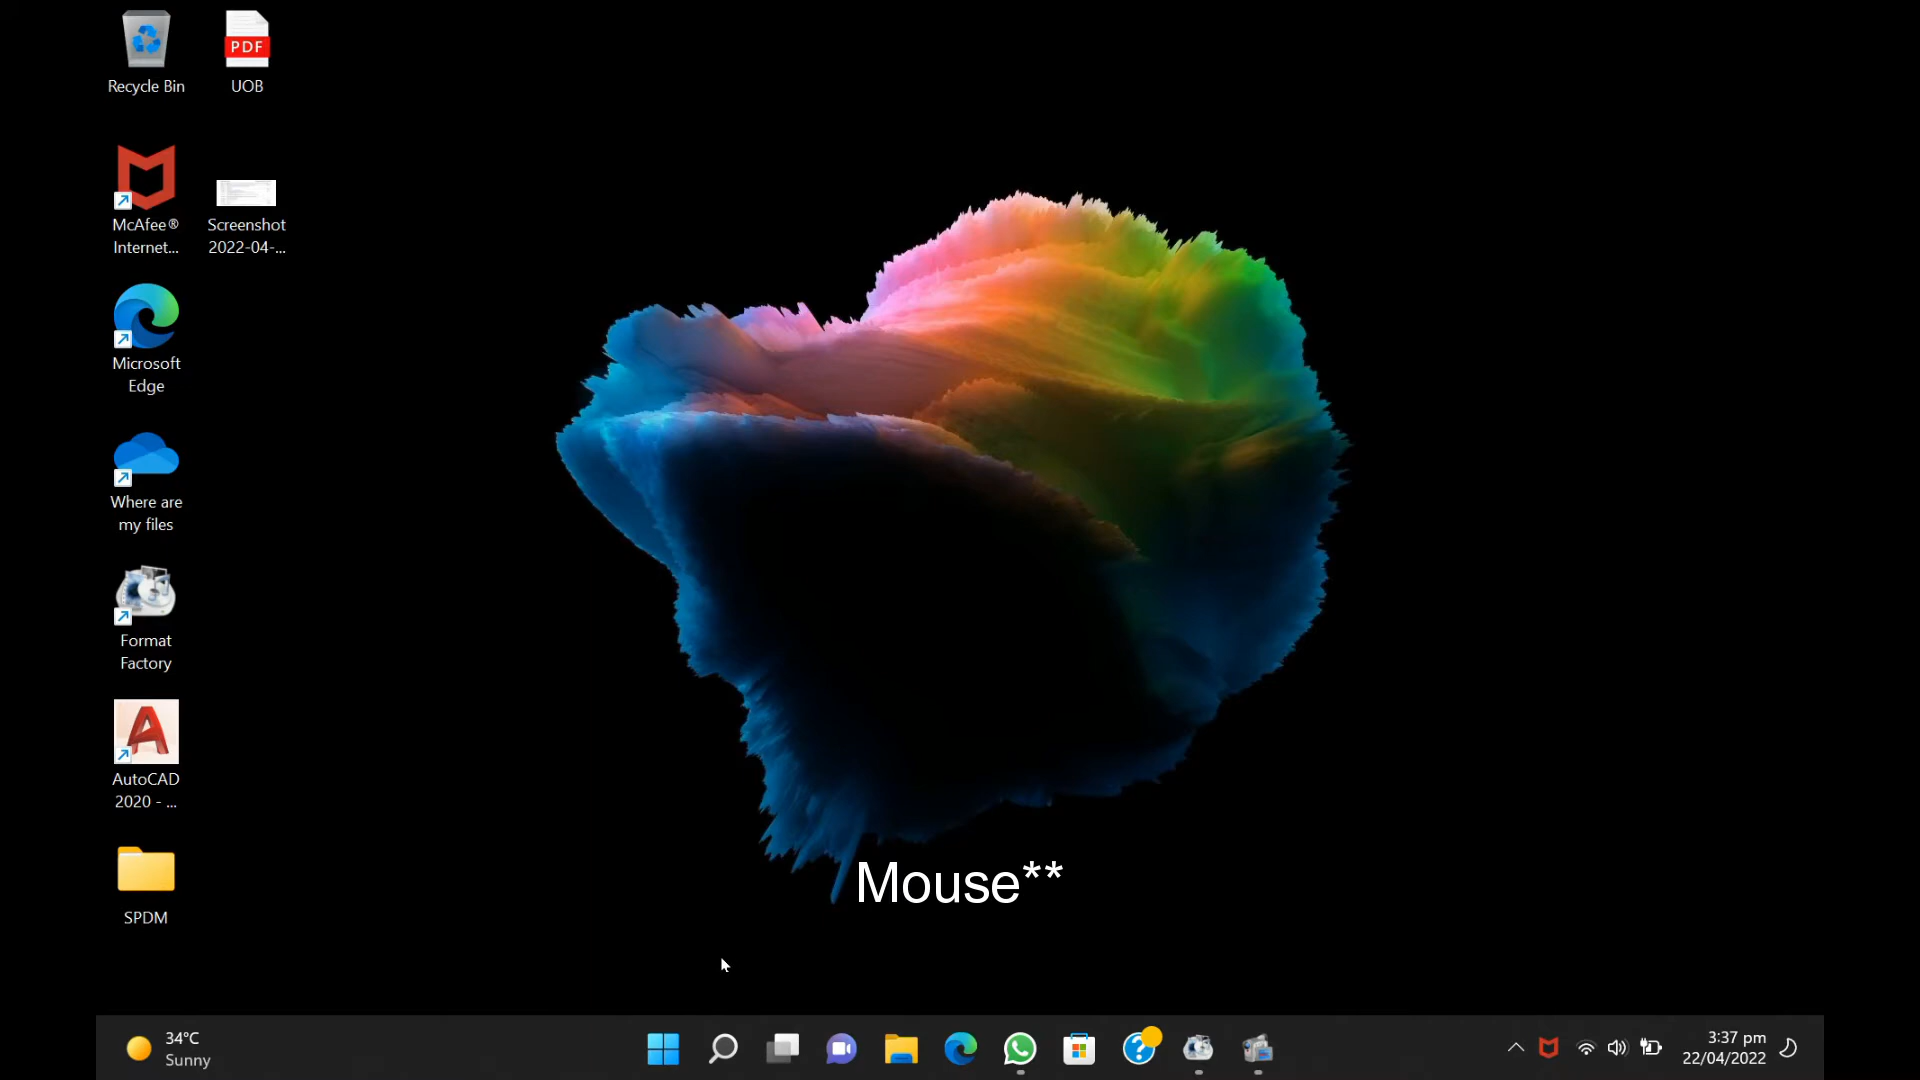 Recycle Bin
PDF
UOB
McAfee®
Internet...
Screenshot
2022-04-...
Microsoft
Edge
Where are
my files
Format
Factory
AutoCAD
2020 - ...
SPDM
Mouse**
34°C
Sunny
3:37 pm
22/04/2022